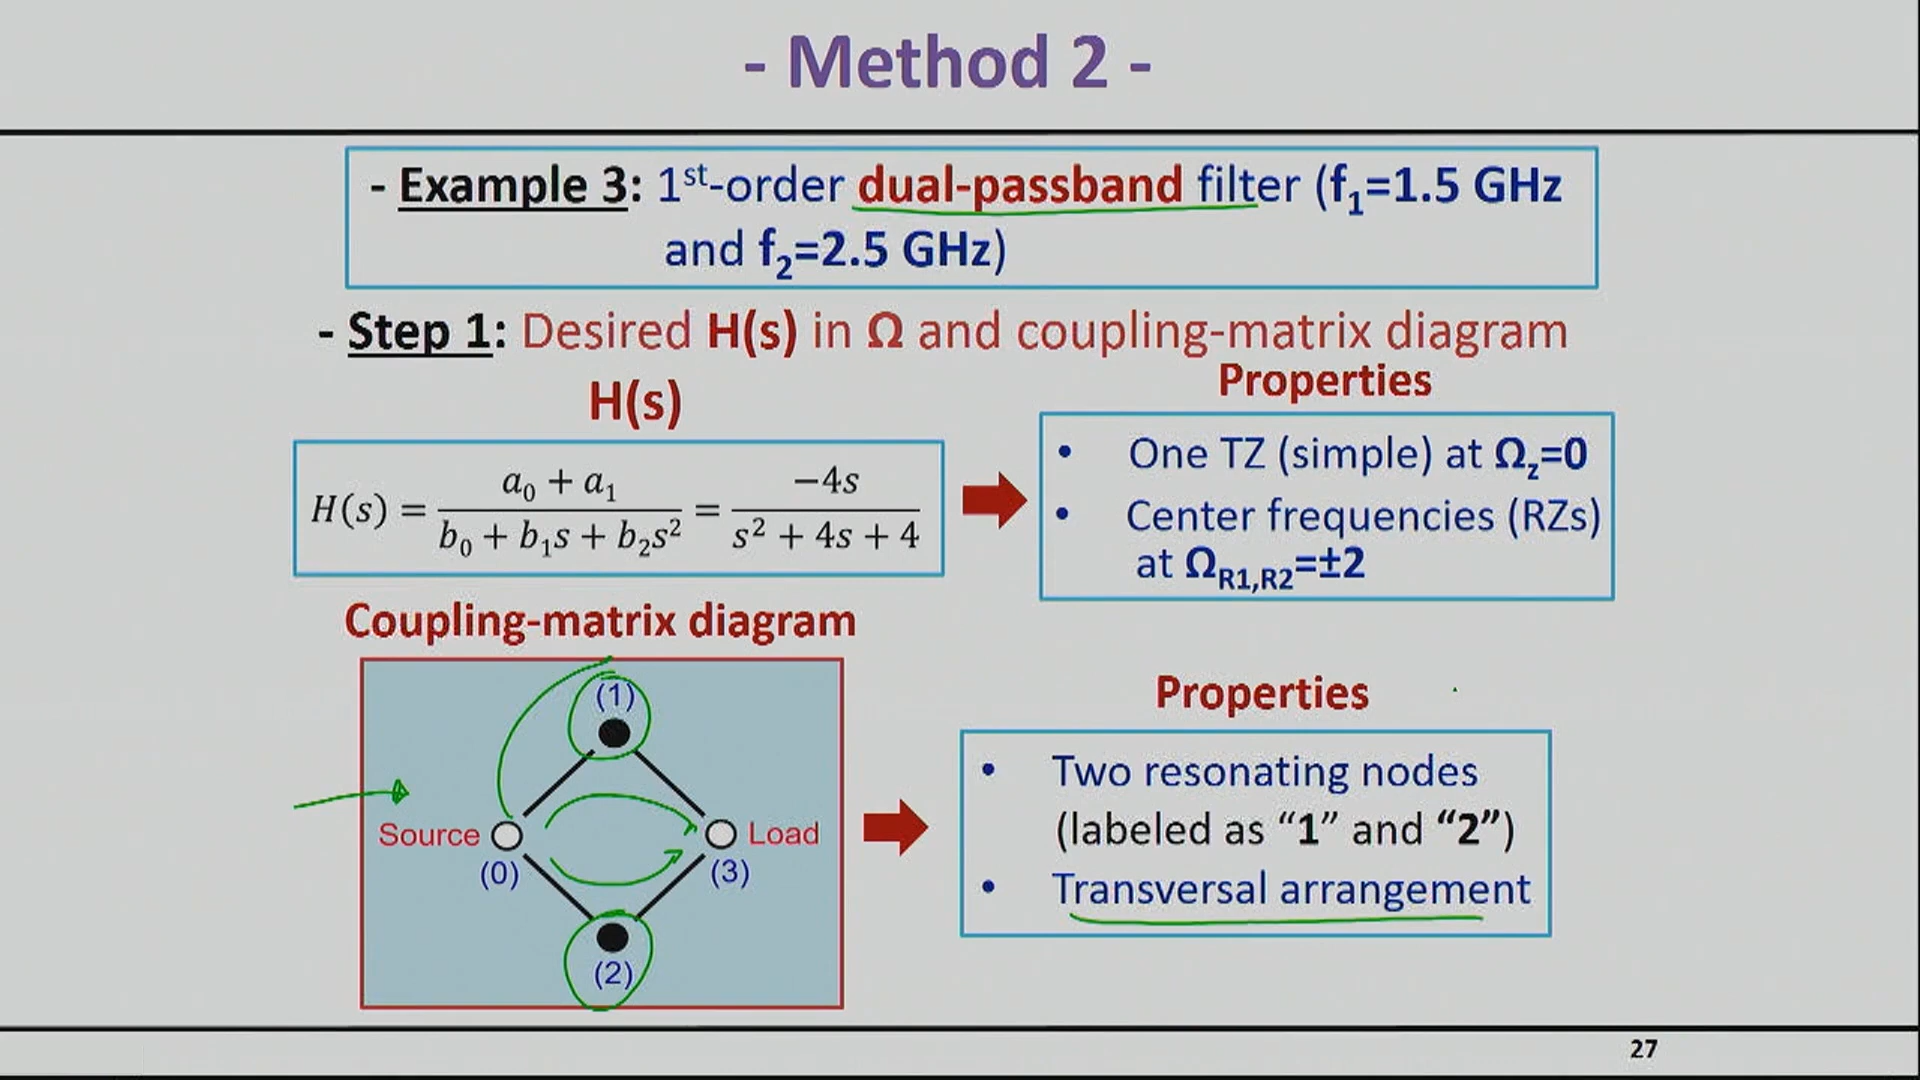 - Method 2 -
- Example 3: 1st-order dual-passband filter (f1=1.5 GHz
and f2=2.5 GHz)
- Step 1: Desired H(s) in Ω and coupling-matrix diagram
H(s)
H(s) = (a0 + a1)/(b0 + b1s + b2s²) = (−4s)/(s² + 4s + 4)
Properties
• One TZ (simple) at Ωz=0
• Center frequencies (RZs)
at ΩR1,R2=±2
Coupling-matrix diagram
(1)
Source
Load
(0)
(3)
(2)
Properties
• Two resonating nodes
(labeled as “1” and “2”)
• Transversal arrangement
27